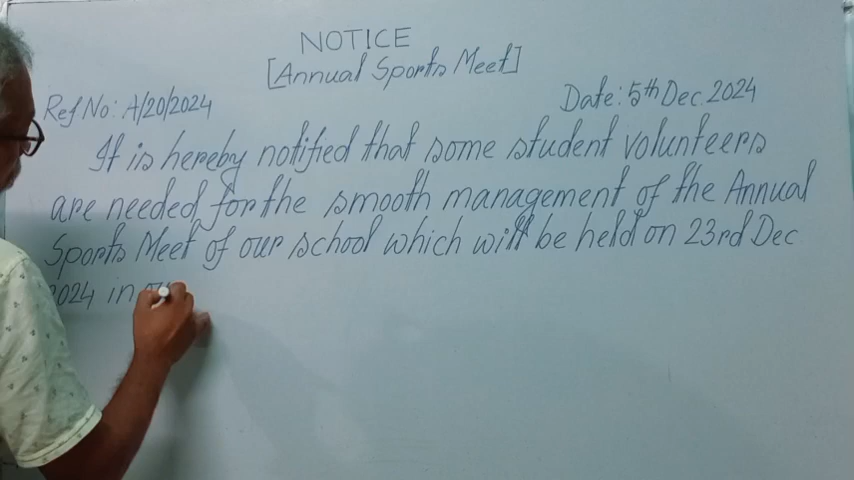 NOTICE
[Annual Sports Meet]
Ref No: A/20/2024
Date: 5th Dec. 2024
It is hereby notified that some student volunteers
are needed for the smooth management of the Annual
Sports Meet of our school which will be held on 23rd Dec
2024 in